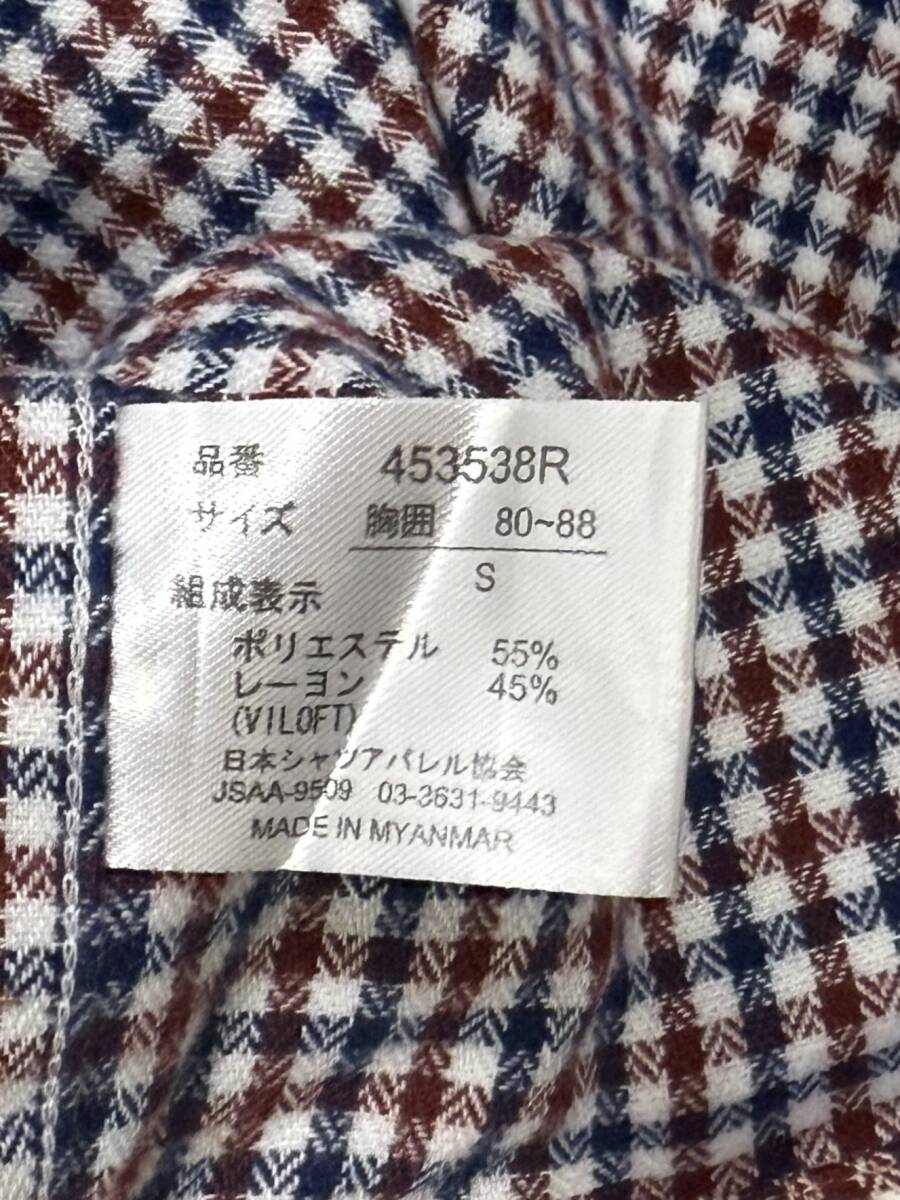 品番 453538R
サイズ 胸囲 80~88
S
組成表示
ポリエステル 55%
レーヨン 45%
(VILOFT)
日本シャツアパレル協会
JSAA-9509 03-3631-9443
MADE IN MYANMAR